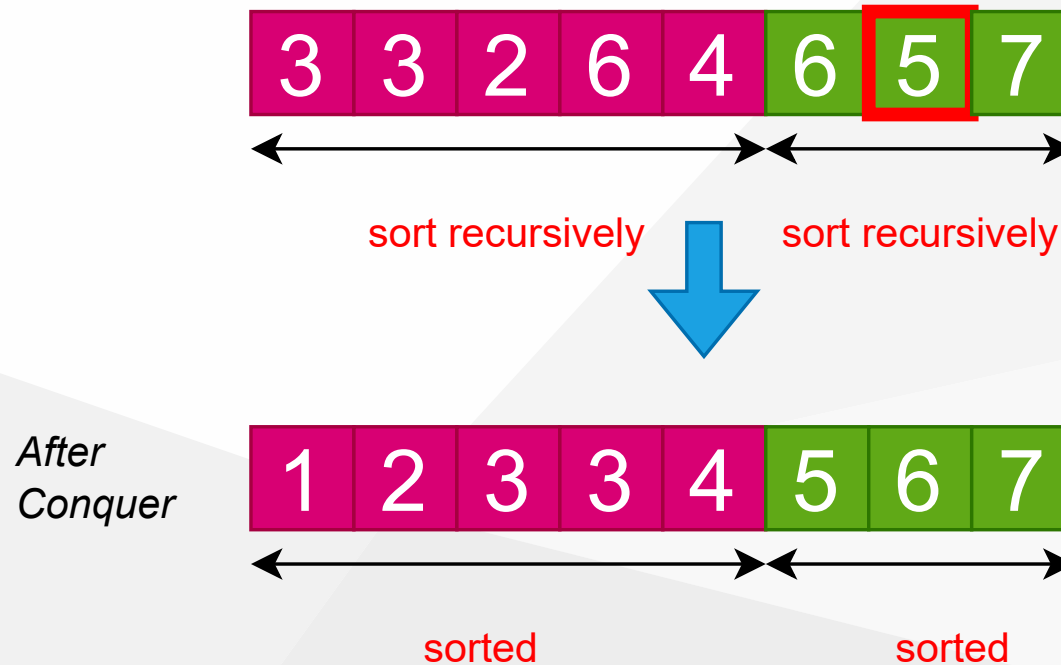 3 3 2 6 4 6 5 7
sort recursively sort recursively
After
Conquer
1 2 3 3 4 5 6 7
sorted sorted